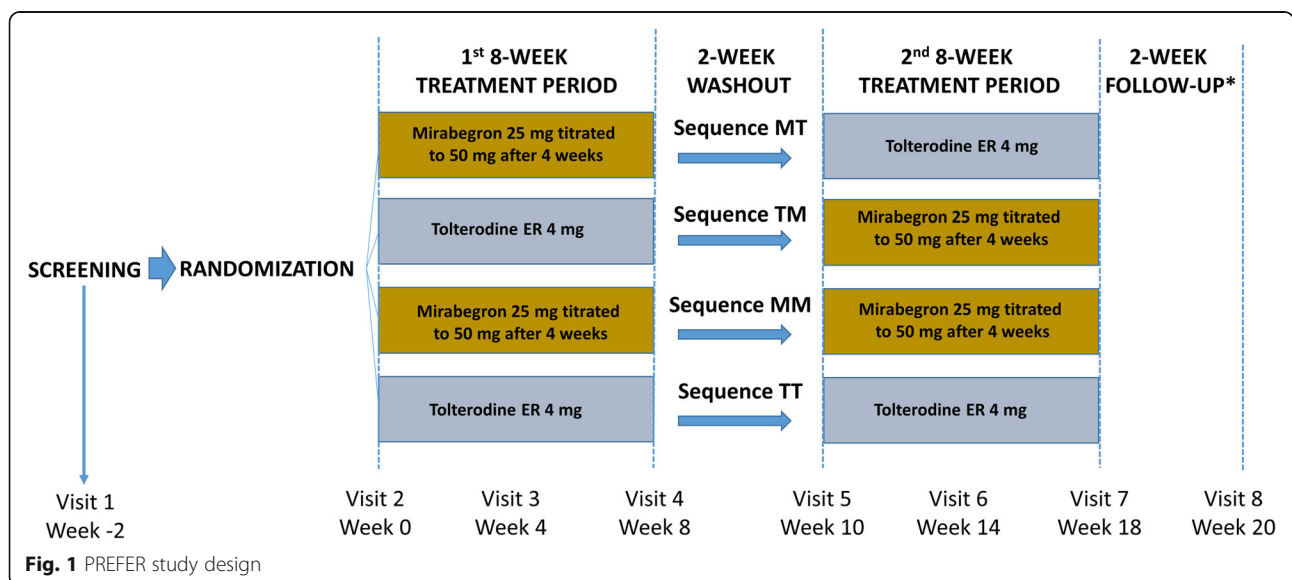 1st 8-WEEK
TREATMENT PERIOD
2-WEEK
WASHOUT
2nd 8-WEEK
TREATMENT PERIOD
2-WEEK
FOLLOW-UP*
Mirabegron 25 mg titrated
to 50 mg after 4 weeks
Sequence MT
Tolterodine ER 4 mg
Tolterodine ER 4 mg
Sequence TM
Mirabegron 25 mg titrated
to 50 mg after 4 weeks
SCREENING
RANDOMIZATION
Mirabegron 25 mg titrated
to 50 mg after 4 weeks
Sequence MM
Mirabegron 25 mg titrated
to 50 mg after 4 weeks
Tolterodine ER 4 mg
Sequence TT
Tolterodine ER 4 mg
Visit 1
Week -2
Visit 2
Week 0
Visit 3
Week 4
Visit 4
Week 8
Visit 5
Week 10
Visit 6
Week 14
Visit 7
Week 18
Visit 8
Week 20
Fig. 1 PREFER study design